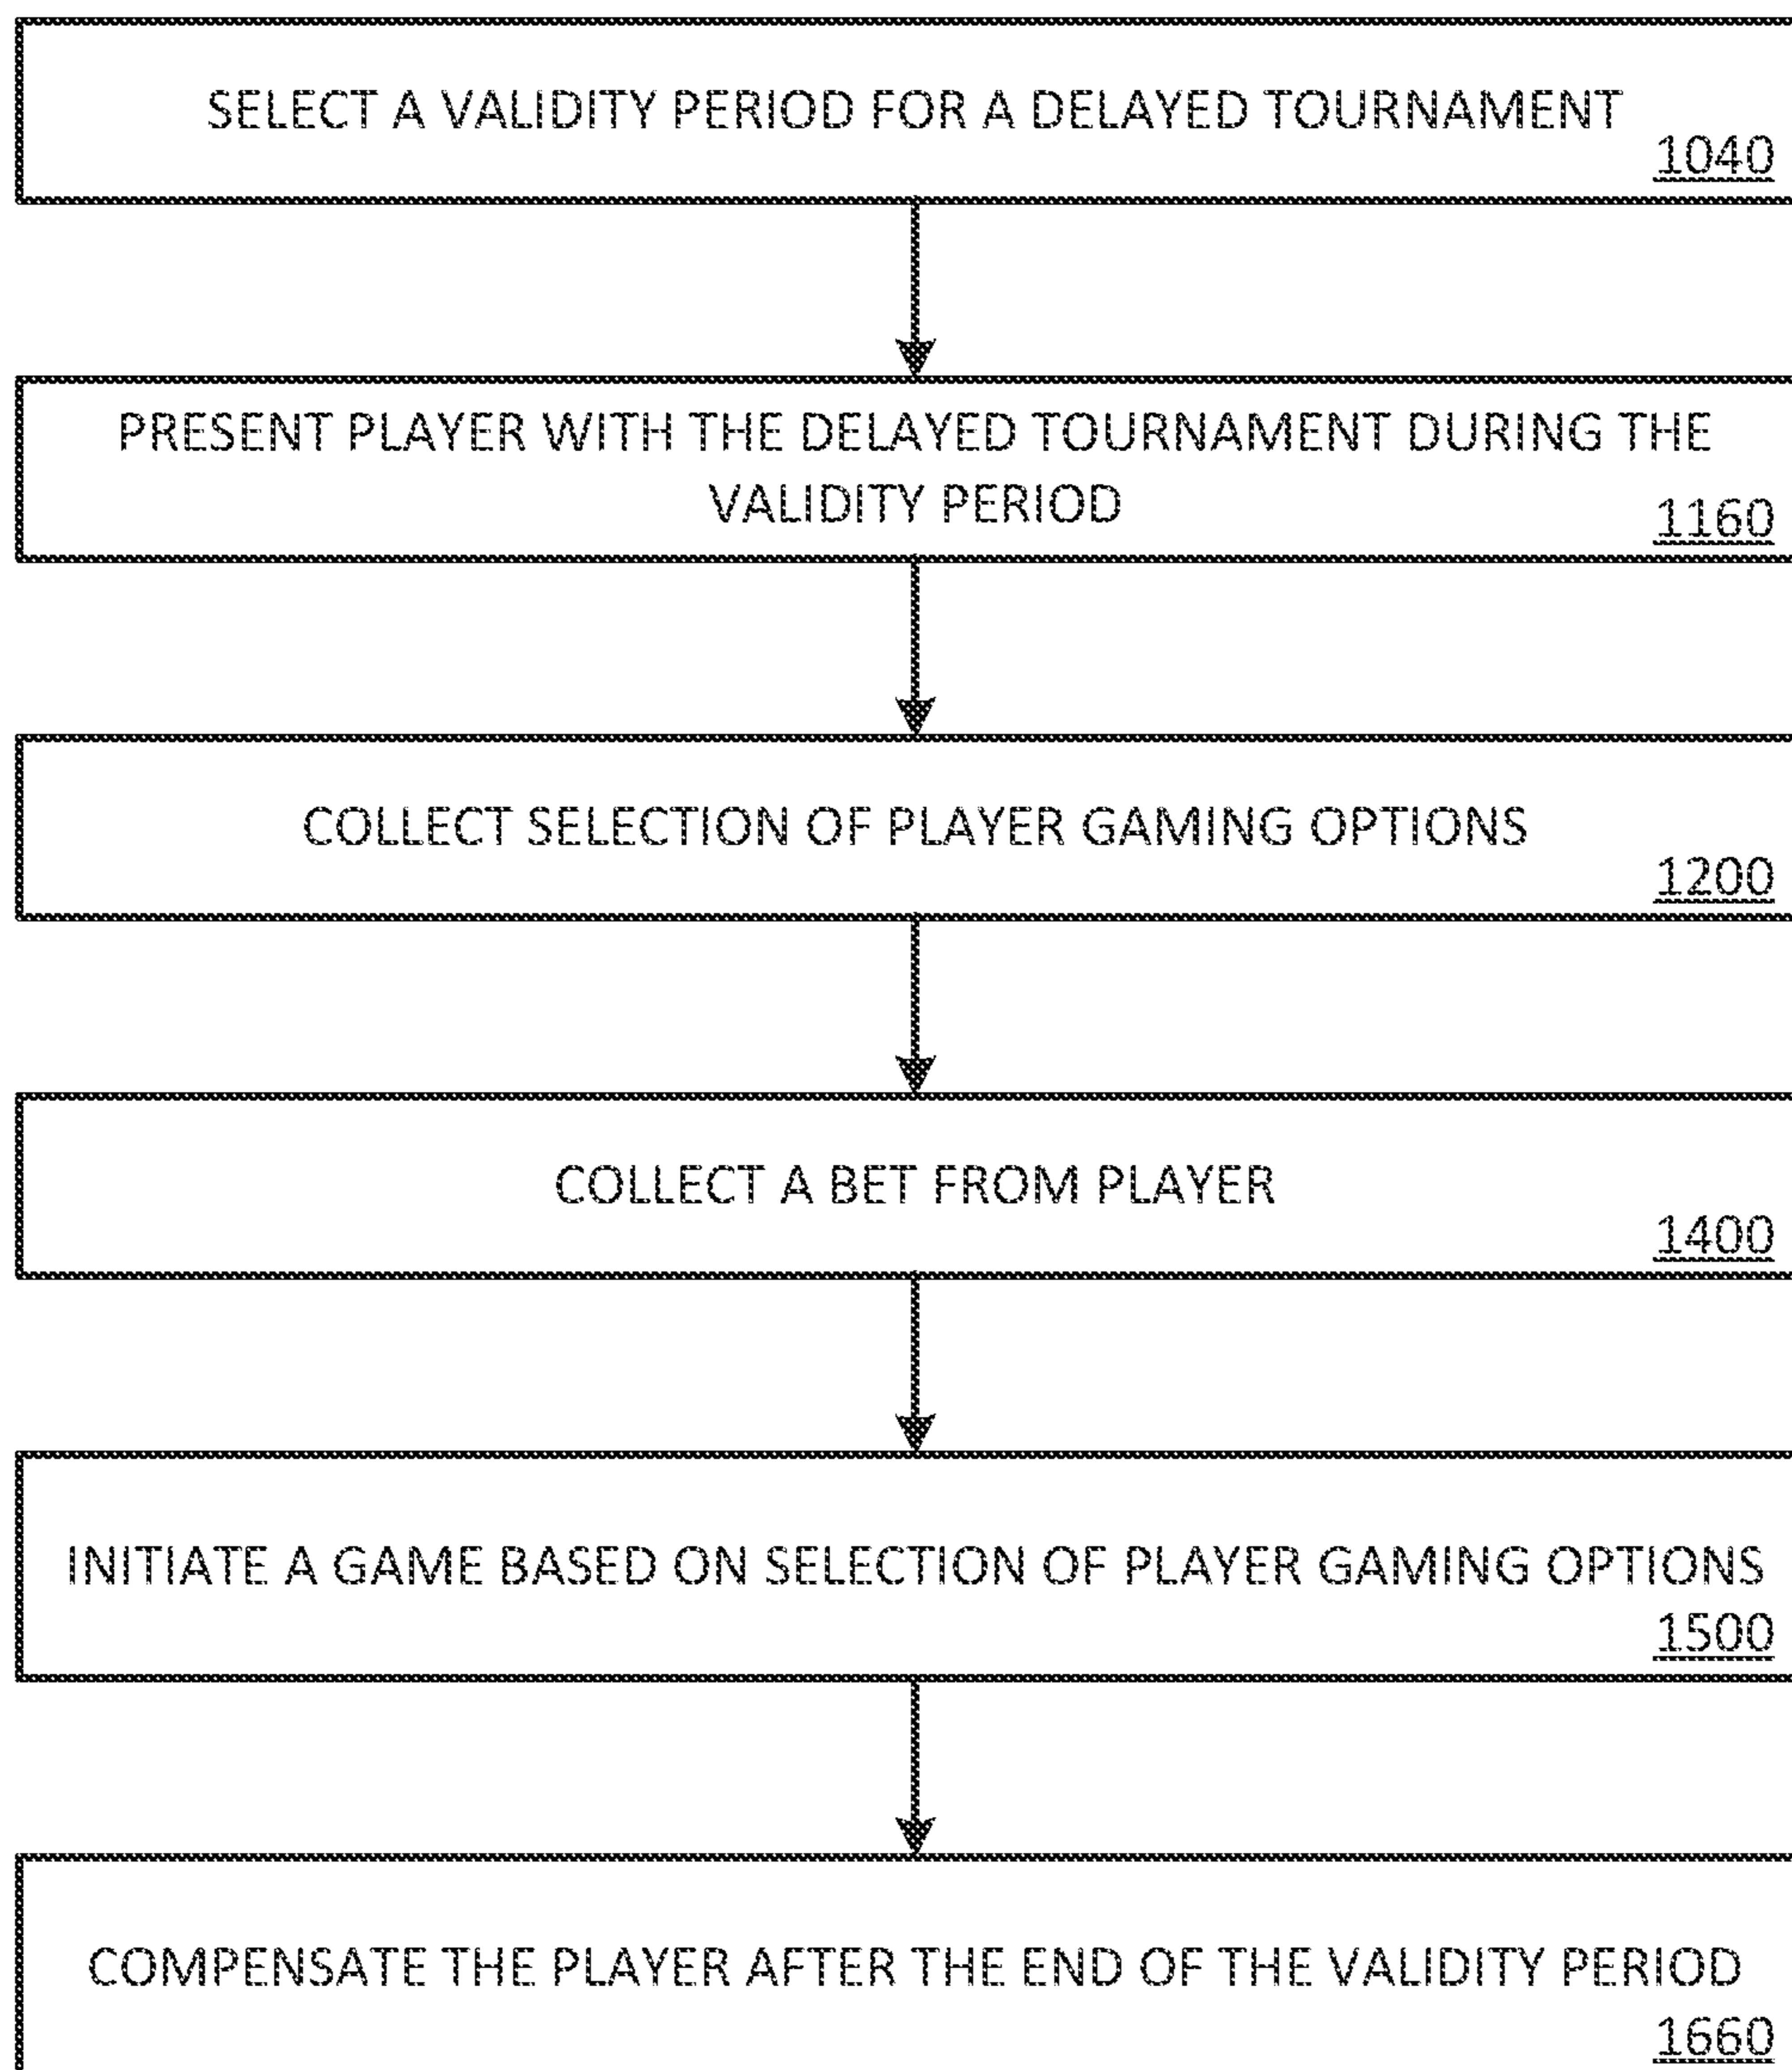 SELECT A VALIDITY PERIOD FOR A DELAYED TOURNAMENT
1040
PRESENT PLAYER WITH THE DELAYED TOURNAMENT DURING THE
VALIDITY PERIOD
1160
COLLECT SELECTION OF PLAYER GAMING OPTIONS
1200
COLLECT A BET FROM PLAYER
1400
INITIATE A GAME BASED ON SELECTION OF PLAYER GAMING OPTIONS
1500
COMPENSATE THE PLAYER AFTER THE END OF THE VALIDITY PERIOD
1660